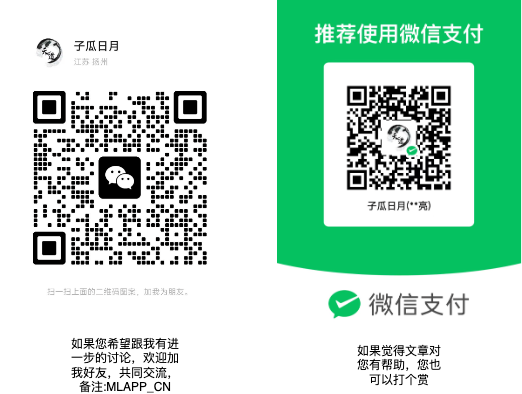 子瓜日月
江苏 扬州
扫一扫上面的二维码图案，加我为朋友。
如果您希望跟我有进
一步的讨论，欢迎加
我好友，共同交流，
备注:MLAPP_CN
推荐使用微信支付
子瓜日月(**亮)
微信支付
如果觉得文章对
您有帮助，您也
可以打个赏